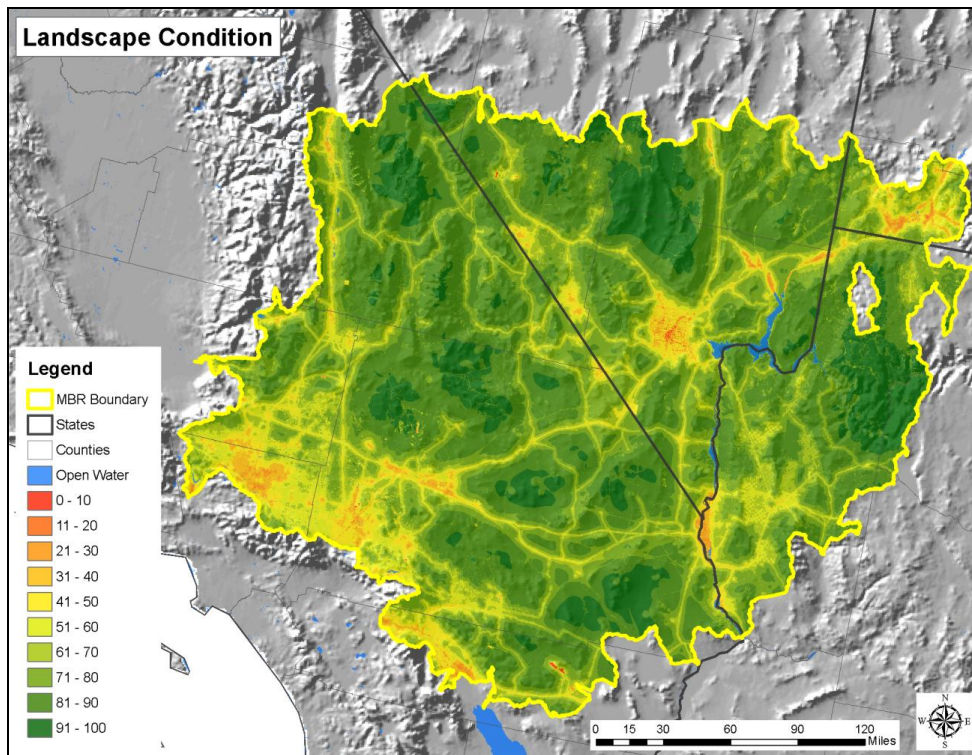 Landscape Condition
Legend
MBR Boundary
States
Counties
Open Water
0 - 10
11 - 20
21 - 30
31 - 40
41 - 50
51 - 60
61 - 70
71 - 80
81 - 90
91 - 100
N
W E
S
0 15 30 60 90 120
Miles